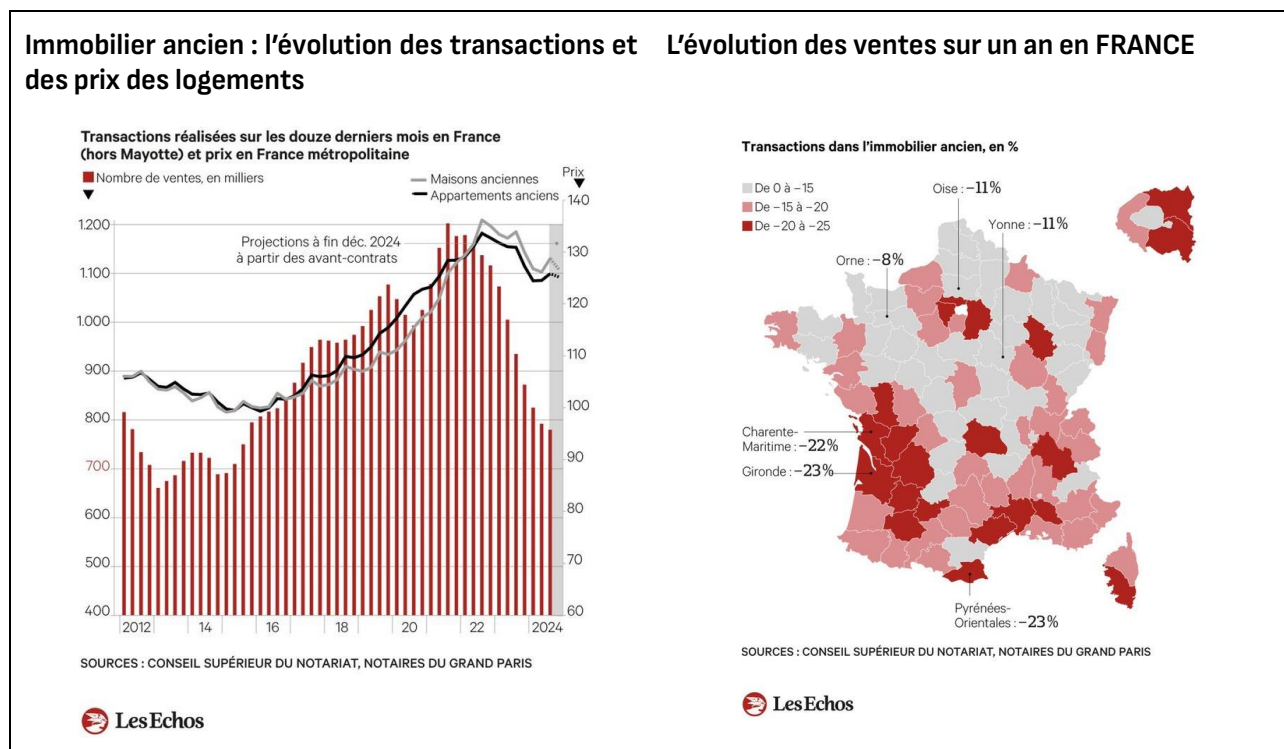 Immobilier ancien : l’évolution des transactions et
des prix des logements
Transactions réalisées sur les douze derniers mois en France
(hors Mayotte) et prix en France métropolitaine
Nombre de ventes, en milliers
Maisons anciennes
Appartements anciens
Prix
Projections à fin déc. 2024
à partir des avant-contrats
1200
1100
1.000
900
800
700
600
500
400
140
130
120
110
100
90
80
70
60
2012
14
16
18
20
22
2024
SOURCES : CONSEIL SUPÉRIEUR DU NOTARIAT, NOTAIRES DU GRAND PARIS
Les Echos
L’évolution des ventes sur un an en FRANCE
Transactions dans l’immobilier ancien, en %
De 0 à –15
De –15 à –20
De –20 à –25
Oise : –11%
Yonne : –11%
Orne : –8%
Charente-
Maritime : –22%
Gironde : –23%
Pyrénées-
Orientales : –23%
SOURCES : CONSEIL SUPÉRIEUR DU NOTARIAT, NOTAIRES DU GRAND PARIS
Les Echos